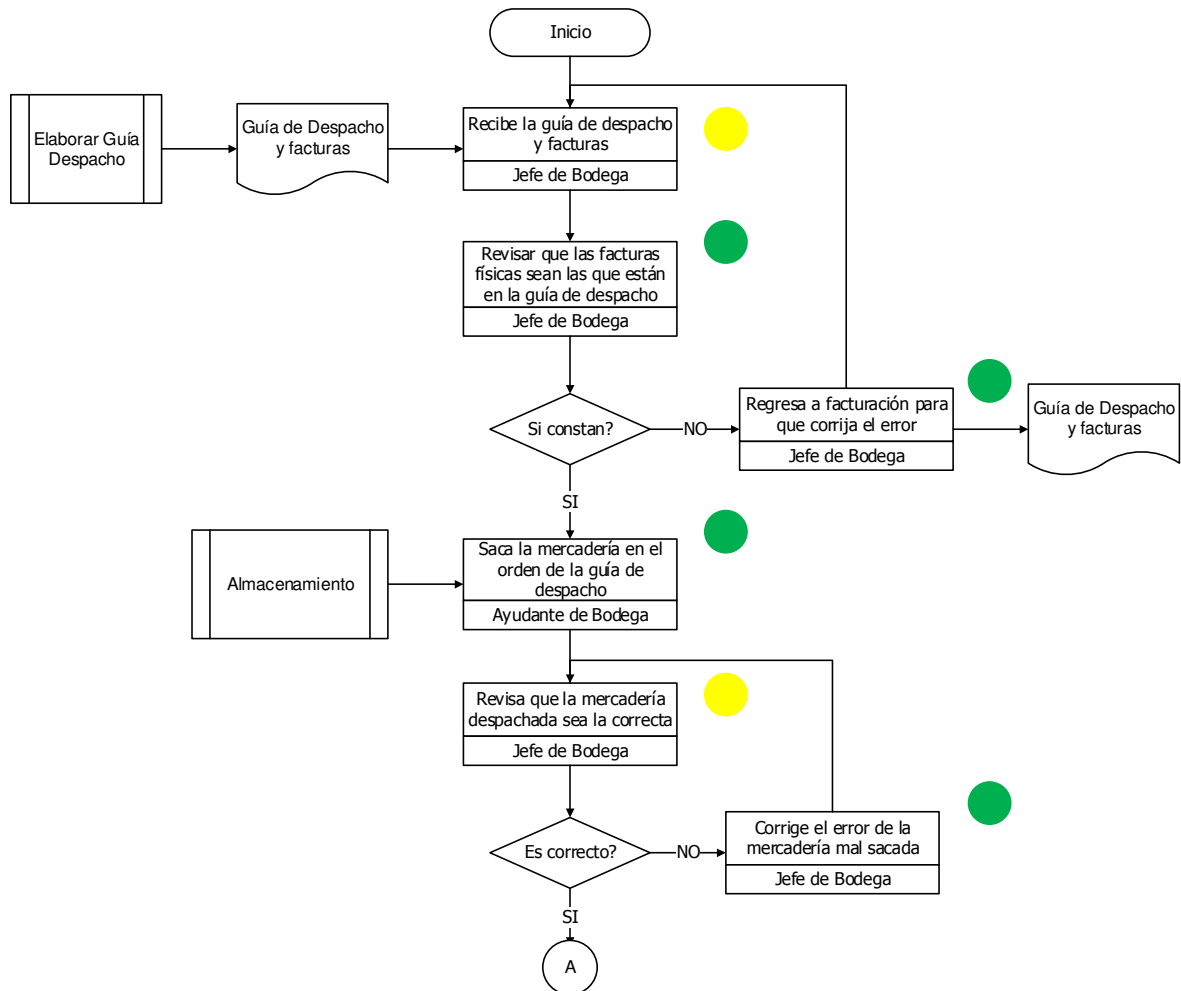 Inicio
Elaborar Guía
Despacho
Guía de Despacho
y facturas
Recibe la guía de despacho
y facturas
Jefe de Bodega
Revisar que las facturas
físicas sean las que están
en la guía de despacho
Jefe de Bodega
Si constan?
NO
Regresa a facturación para
que corrija el error
Jefe de Bodega
Guía de Despacho
y facturas
SI
Almacenamiento
Saca la mercadería en el
orden de la guía de
despacho
Ayudante de Bodega
Revisa que la mercadería
despachada sea la correcta
Jefe de Bodega
Es correcto?
NO
Corrige el error de la
mercadería mal sacada
Jefe de Bodega
SI
A